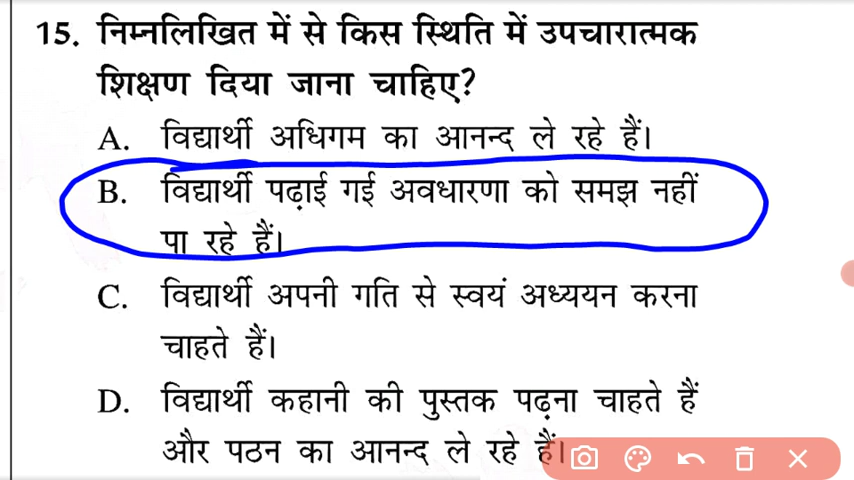 15. निम्नलिखित में से किस स्थिति में उपचारात्मक
शिक्षण दिया जाना चाहिए?
A. विद्यार्थी अधिगम का आनन्द ले रहे हैं।
B. विद्यार्थी पढ़ाई गई अवधारणा को समझ नहीं
पा रहे हैं।
C. विद्यार्थी अपनी गति से स्वयं अध्ययन करना
चाहते हैं।
D. विद्यार्थी कहानी की पुस्तक पढ़ना चाहते हैं
और पठन का आनन्द ले रहे हैं।